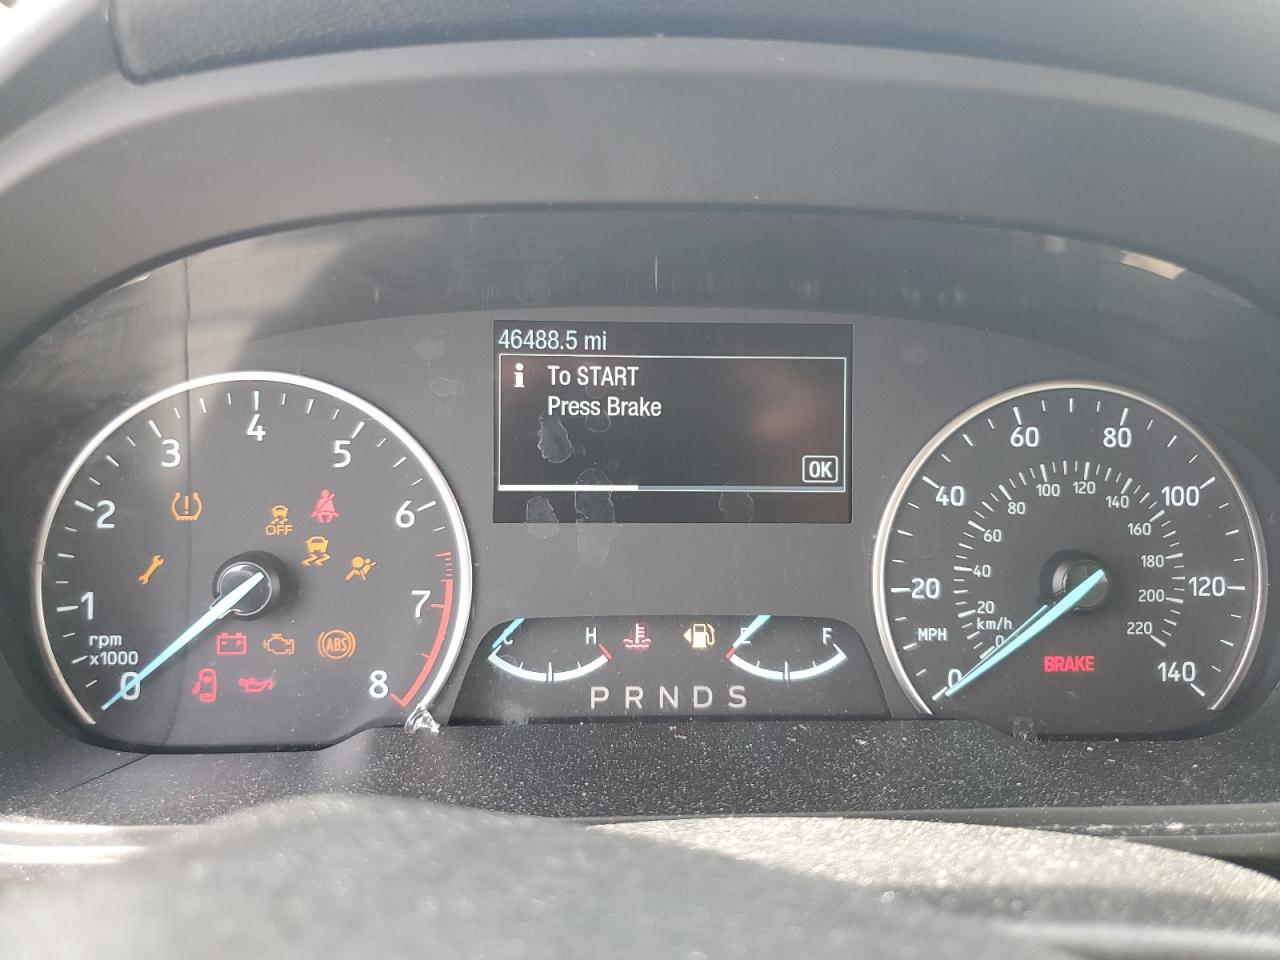 46488.5 mi
i To START
Press Brake
OK
0 1 2 3 4 5 6 7 8
rpm
x1000
OFF
ABS
C H
E F
P R N D S
0 20 40 60 80 100 120 140
MPH
0 20 40 60 80 100 120 140 160 180 200 220
km/h
BRAKE